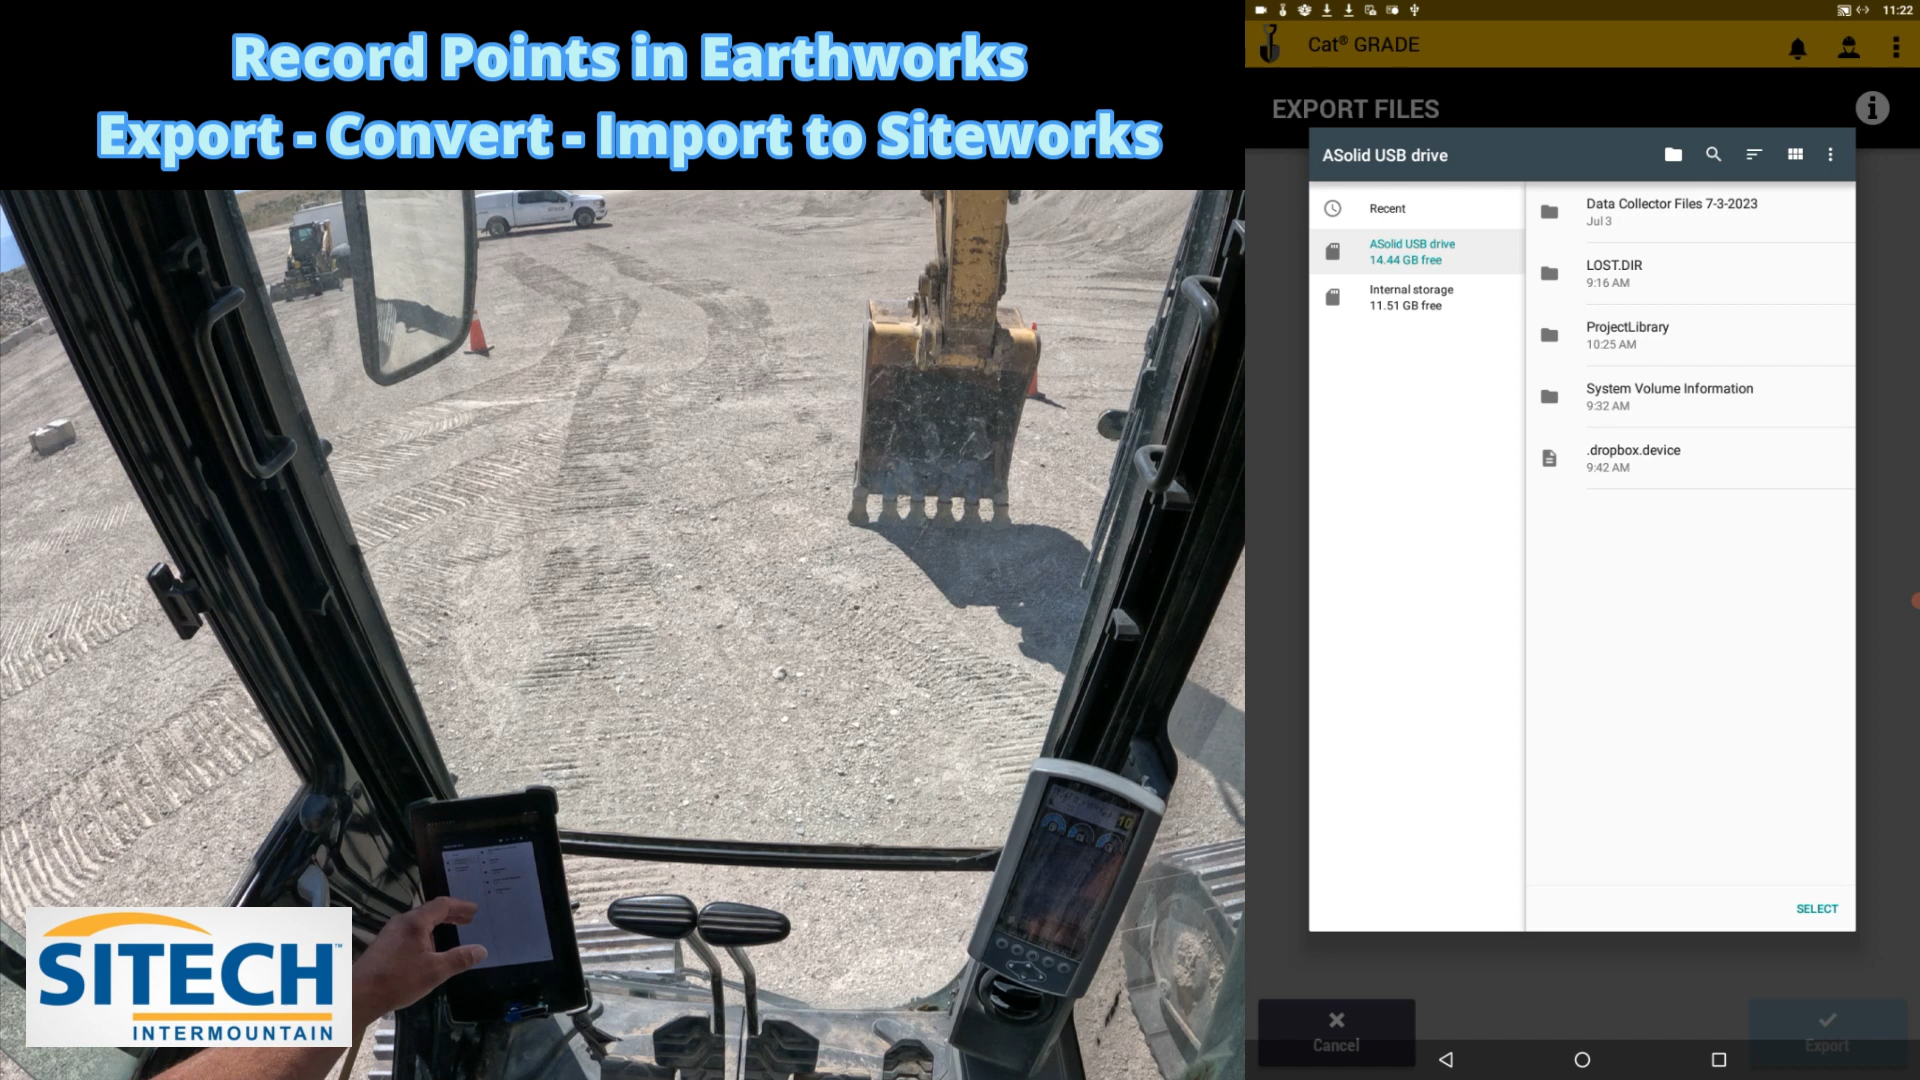 Record Points in Earthworks
Export - Convert - Import to Siteworks
SITECH™
INTERMOUNTAIN
11:22
Cat® GRADE
EXPORT FILES
ASolid USB drive
Recent
ASolid USB drive
14.44 GB free
Internal storage
11.51 GB free
Data Collector Files 7-3-2023
Jul 3
LOST.DIR
9:16 AM
ProjectLibrary
10:25 AM
System Volume Information
9:32 AM
.dropbox.device
9:42 AM
SELECT
Cancel
Export
10